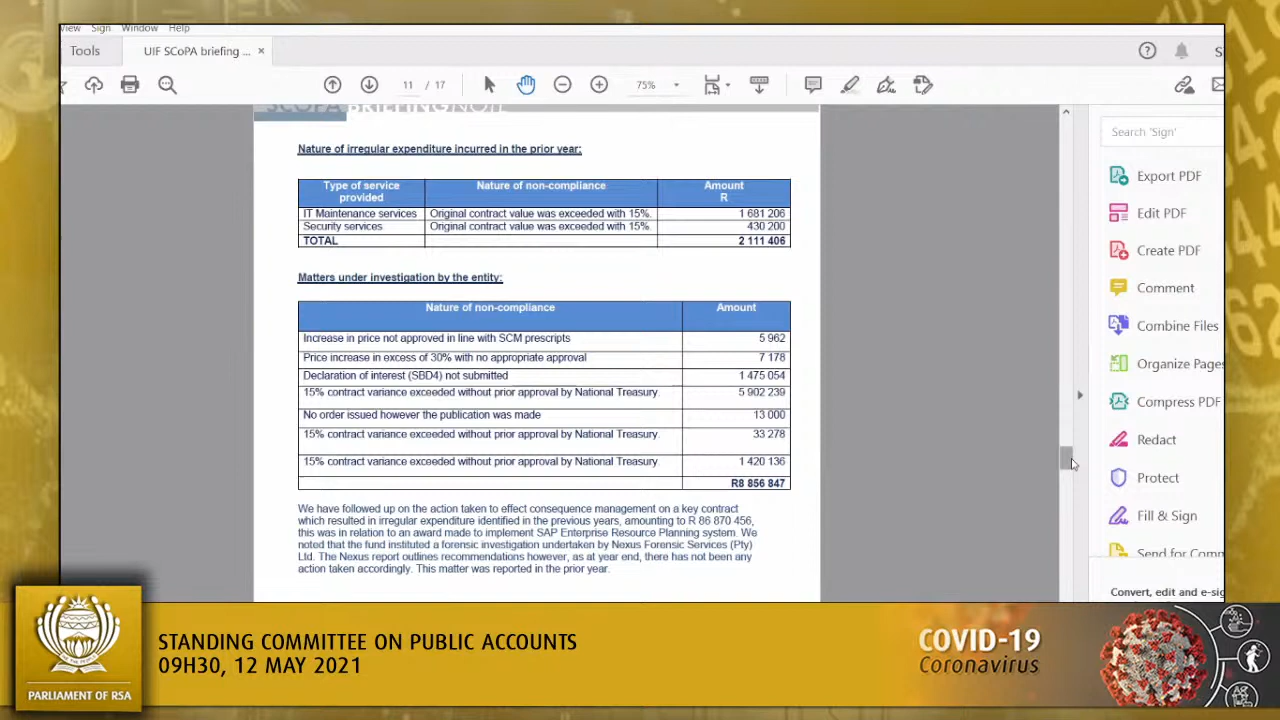 View Sign Window Help
Tools UIF SCoPA briefing ... ×
11 / 17 75%
SCOPA BRIEFING NOTE
Nature of irregular expenditure incurred in the prior year:
Type of service provided Nature of non-compliance Amount R
IT Maintenance services Original contract value was exceeded with 15%. 1 681 206
Security services Original contract value was exceeded with 15%. 430 200
TOTAL 2 111 406
Matters under investigation by the entity:
Nature of non-compliance Amount
Increase in price not approved in line with SCM prescripts 5 962
Price increase in excess of 30% with no appropriate approval 7 178
Declaration of interest (SBD4) not submitted 1 475 054
15% contract variance exceeded without prior approval by National Treasury. 5 902 239
No order issued however the publication was made 13 000
15% contract variance exceeded without prior approval by National Treasury. 33 278
15% contract variance exceeded without prior approval by National Treasury. 1 420 136
R8 856 847
We have followed up on the action taken to effect consequence management on a key contract
which resulted in irregular expenditure identified in the previous years, amounting to R 86 870 456,
this was in relation to an award made to implement SAP Enterprise Resource Planning system. We
noted that the fund instituted a forensic investigation undertaken by Nexus Forensic Services (Pty)
Ltd. The Nexus report outlines recommendations however, as at year end, there has not been any
action taken accordingly. This matter was reported in the prior year.
Search 'Sign'
Export PDF
Edit PDF
Create PDF
Comment
Combine Files
Organize Pages
Compress PDF
Redact
Protect
Fill & Sign
Send for Comm
Convert, edit and e-sig
STANDING COMMITTEE ON PUBLIC ACCOUNTS
09H30, 12 MAY 2021
PARLIAMENT OF RSA
COVID-19
Coronavirus